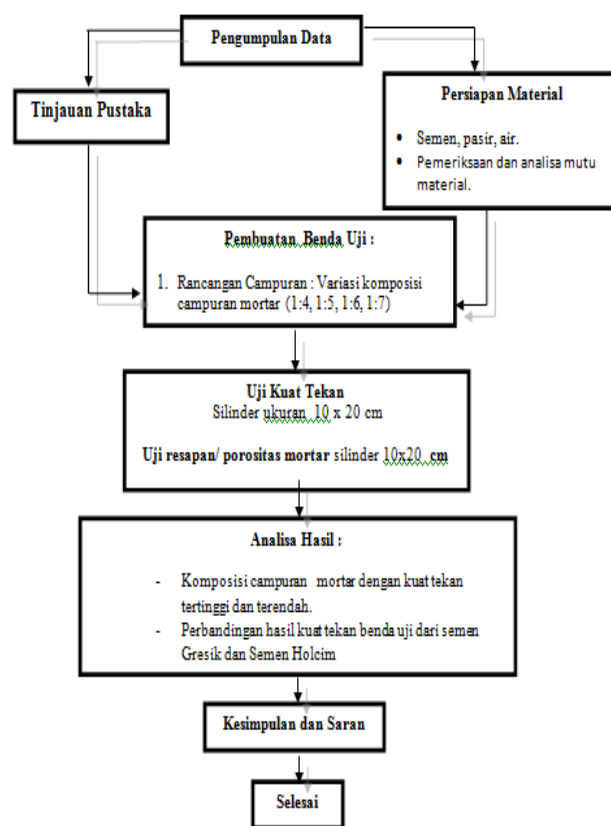 Pengumpulan Data
Tinjauan Pustaka
Persiapan Material
• Semen, pasir, air.
• Pemeriksaan dan analisa mutu
material.
Pembuatan Benda Uji :
1. Rancangan Campuran : Variasi komposisi
campuran mortar (1:4, 1:5, 1:6, 1:7)
Uji Kuat Tekan
Silinder ukuran 10 x 20 cm
Uji resapan/ porositas mortar silinder 10x20 cm
Analisa Hasil :
- Komposisi campuran mortar dengan kuat tekan
tertinggi dan terendah.
- Perbandingan hasil kuat tekan benda uji dari semen
Gresik dan Semen Holcim
Kesimpulan dan Saran
Selesai